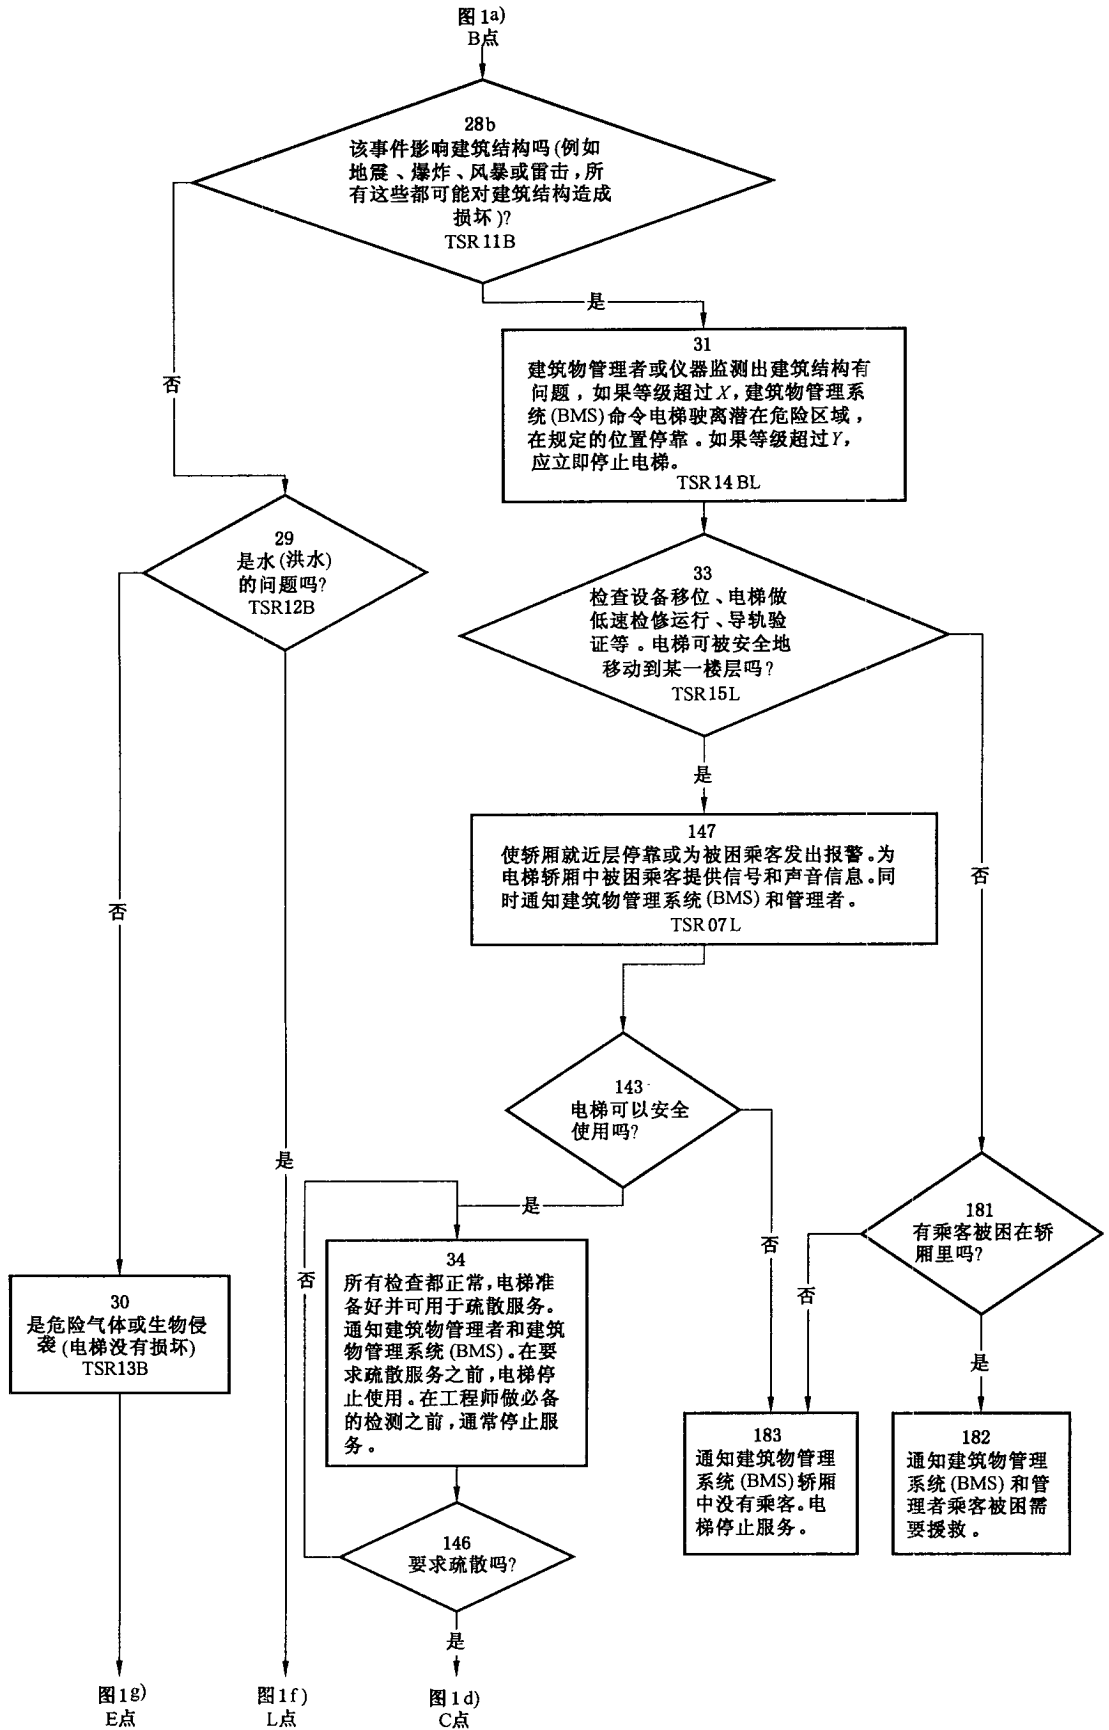 图1a)
B点
28b
该事件影响建筑结构吗(例如
地震、爆炸、风暴或雷击,所
有这些都可能对建筑结构造成
损坏)?
TSR11B
是
否
31
建筑物管理者或仪器监测出建筑结构有
问题,如果等级超过X,建筑物管理系
统(BMS)命令电梯驶离潜在危险区域,
在规定的位置停靠。如果等级超过Y,
应立即停止电梯。
TSR14BL
29
是水(洪水)
的问题吗?
TSR12B
33
检查设备移位、电梯做
低速检修运行、导轨验
证等。电梯可被安全地
移动到某一楼层吗?
TSR15L
是
否
147
使轿厢就近层停靠或为被困乘客发出报警。为
电梯轿厢中被困乘客提供信号和声音信息。同
时通知建筑物管理系统(BMS)和管理者。
TSR07L
否
143
电梯可以安全
使用吗?
是
是
否
181
有乘客被困在轿
厢里吗?
否
是
34
所有检查都正常,电梯准
备好并可用于疏散服务。
通知建筑物管理者和建筑
物管理系统(BMS)。在要
求疏散服务之前,电梯停
止使用。在工程师做必备
的检测之前,通常停止服
务。
否
30
是危险气体或生物侵
袭(电梯没有损坏)
TSR13B
183
通知建筑物管理
系统(BMS)轿厢
中没有乘客。电
梯停止服务。
182
通知建筑物管理
系统(BMS)和管
理者乘客被困需
要援救。
146
要求疏散吗?
是
图1g)
E点
图1f)
L点
图1d)
C点